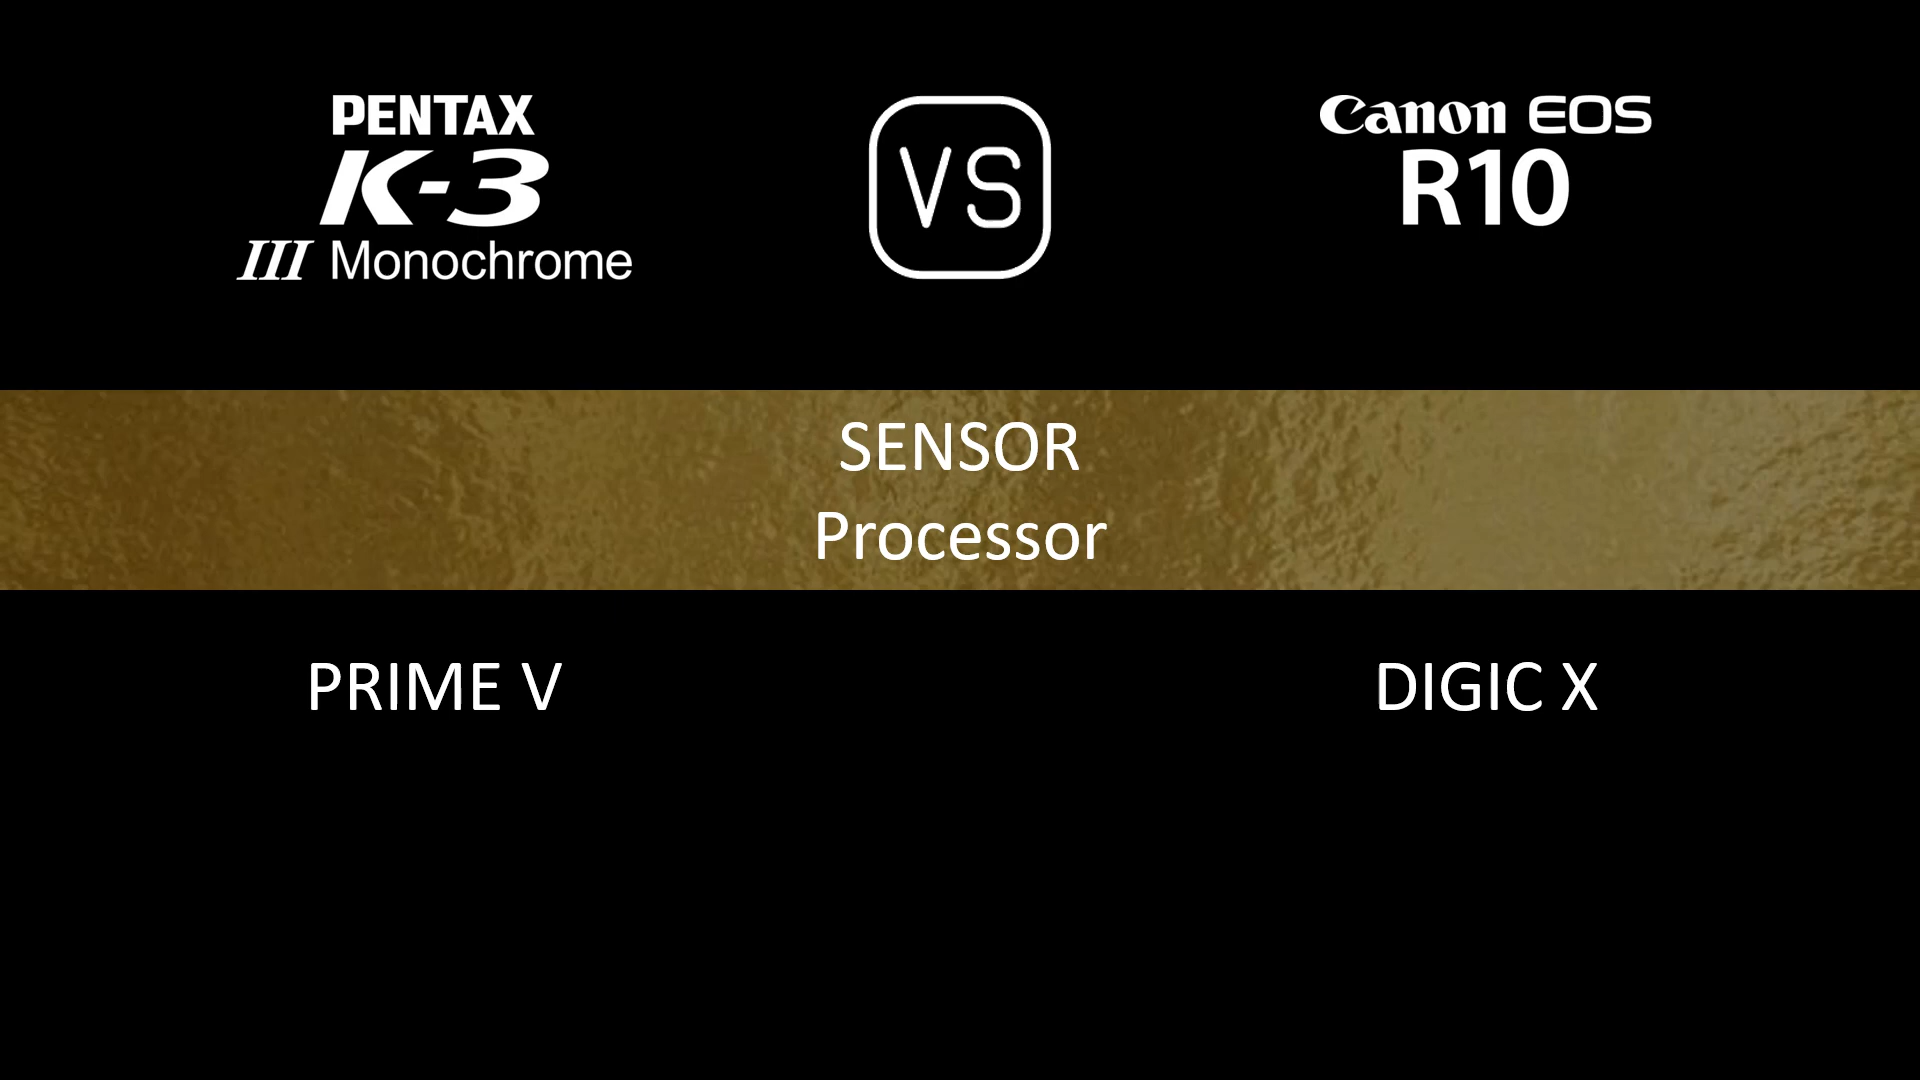 PENTAX
K-3
III Monochrome
VS
Canon EOS
R10
SENSOR
Processor
PRIME V
DIGIC X